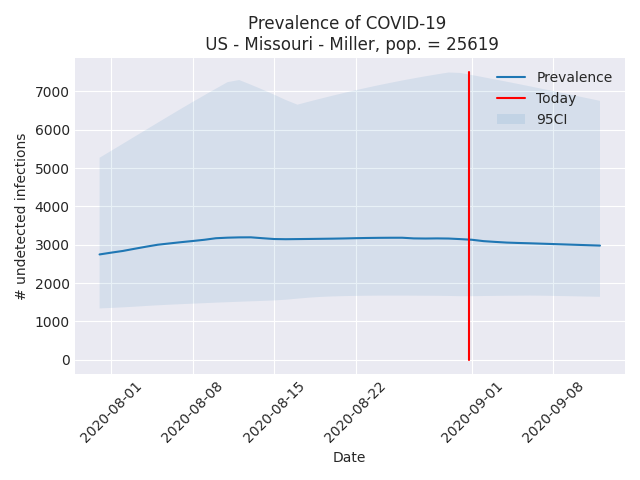 Prevalence of COVID-19
US - Missouri - Miller, pop. = 25619
Prevalence
Today
95CI
7000
6000
5000
4000
3000
2000
1000
0
# undetected infections
2020-08-01
2020-08-08
2020-08-15
2020-08-22
2020-09-01
2020-09-08
Date